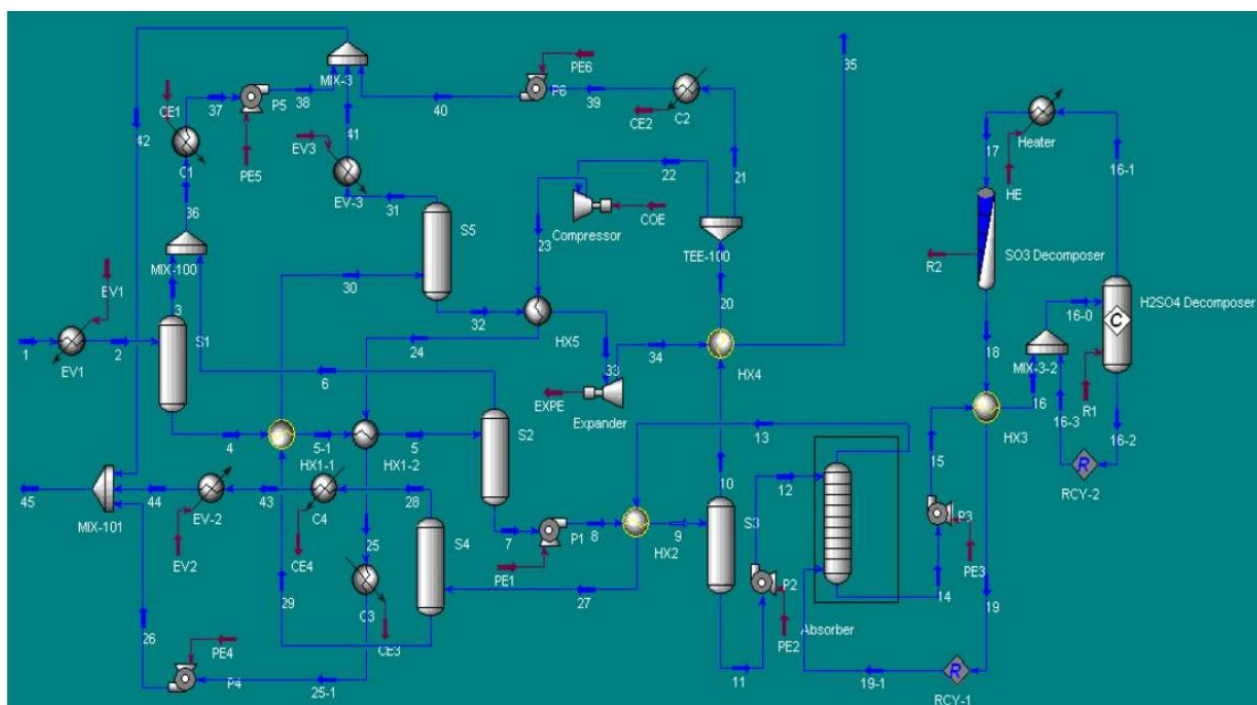 35
PE6
MIX-3
P6
39
CE2
C2
40
CE1
37
P5
38
42
EV3
41
PE5
C1
EV-3
31
22
21
17
Heater
16-1
HE
36
S5
Compressor
COE
23
TEE-100
SO3 Decomposer
R2
MIX-100
30
EV1
3
32
20
H2SO4 Decomposer
16-0
C
1
EV1
2
S1
24
HX5
33
34
HX4
18
MIX-3-2
6
EXPE
Expander
16
16-3
R1
16-2
4
HX1-1
5-1
HX1-2
5
S2
13
15
HX3
R
RCY-2
45
MIX-101
44
EV-2
43
C4
28
25
7
P1
8
HX2
9
10
S3
12
P3
EV2
CE4
29
S4
PE1
27
P2
14
PE3
19
26
C3
CE3
Absorber
PE2
PE4
P4
25-1
11
19-1
R
RCY-1